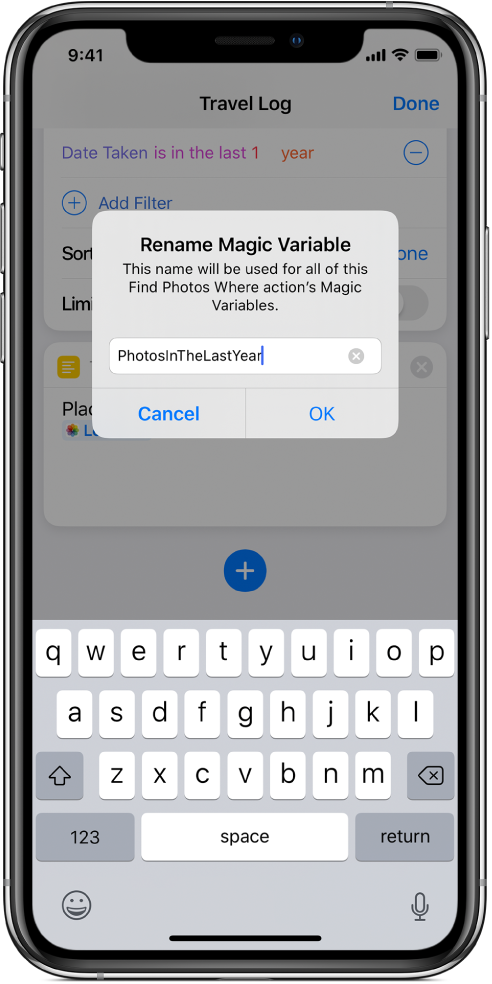 9:41
Travel Log
Done
Date Taken is in the last 1 year
Add Filter
Sort
one
Rename Magic Variable
This name will be used for all of this
Find Photos Where action's Magic
Variables.
Limi
PhotosInTheLastYear
Plac
Cancel
OK
q w e r t y u i o p
a s d f g h j k l
z x c v b n m
123
space
return